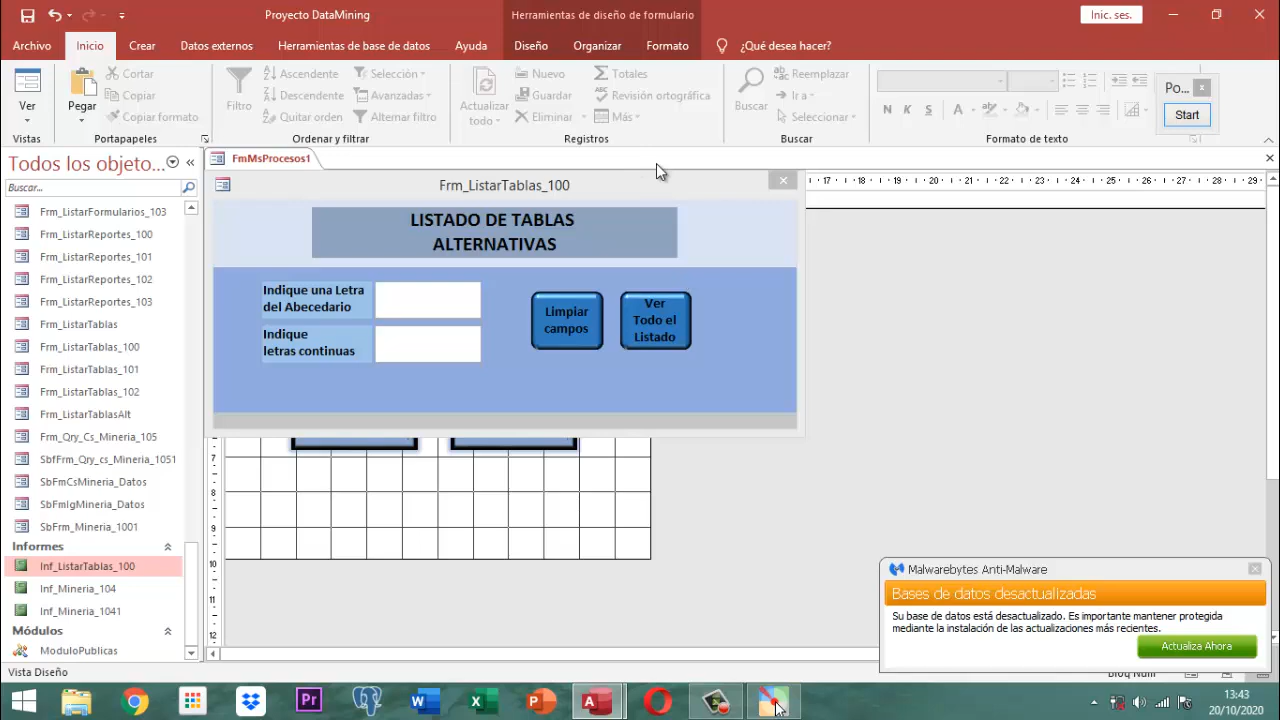 Proyecto DataMining
Herramientas de diseño de formulario
Inic. ses.
Archivo Inicio Crear Datos externos Herramientas de base de datos Ayuda Diseño Organizar Formato ¿Qué desea hacer?
Ver
Vistas
Pegar
Cortar
Copiar
Copiar formato
Portapapeles
Filtro
Ascendente
Descendente
Quitar orden
Selección
Avanzadas
Alternar filtro
Ordenar y filtrar
Actualizar
todo
Nuevo
Guardar
Eliminar
Totales
Revisión ortográfica
Más
Registros
Buscar
Reemplazar
Ir a
Seleccionar
Buscar
N K S A
Formato de texto
Po...
Start
Todos los objeto...
Buscar...
Frm_ListarFormularios_103
Frm_ListarReportes_100
Frm_ListarReportes_101
Frm_ListarReportes_102
Frm_ListarReportes_103
Frm_ListarTablas
Frm_ListarTablas_100
Frm_ListarTablas_101
Frm_ListarTablas_102
Frm_ListarTablasAlt
Frm_Qry_Cs_Mineria_105
SbfFrm_Qry_cs_Mineria_1051
SbFmCsMineria_Datos
SbFmIgMineria_Datos
SbFrm_Mineria_1001
Informes
Inf_ListarTablas_100
Inf_Mineria_104
Inf_Mineria_1041
Módulos
ModuloPublicas
FmMsProcesos1
Frm_ListarTablas_100
LISTADO DE TABLAS
ALTERNATIVAS
Indique una Letra
del Abecedario
Indique
letras continuas
Limpiar
campos
Ver
Todo el
Listado
17 18 19 20 21 22 23 24 25 26 27 28 29
7
8
9
10
11
12
Malwarebytes Anti-Malware
Bases de datos desactualizadas
Su base de datos está desactualizado. Es importante mantener protegida
mediante la instalación de las actualizaciones más recientes.
Actualiza Ahora
Vista Diseño
Bloq Núm
Pr
13:43
20/10/2020